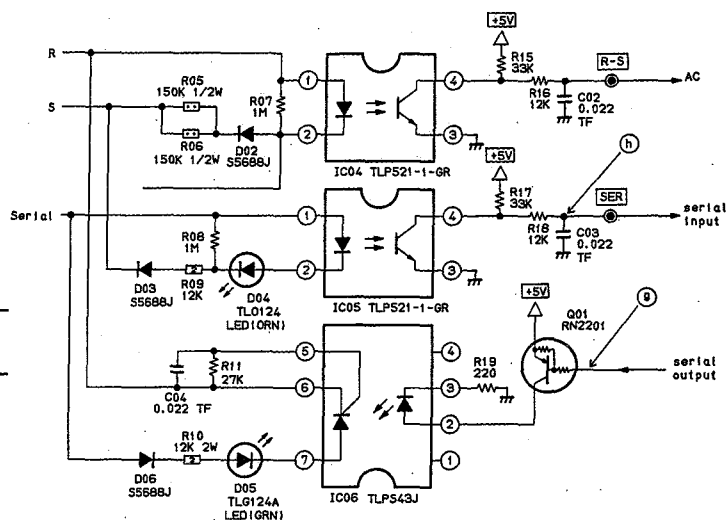 +5V
R
R05
150K 1/2W
R07
1M
1
4
R15
33K
R-S
AC
R16
12K
C02
0.022
TF
S
R06
150K 1/2W
D02
S5688J
2
3
IC04 TLP521-1-GR
+5V
h
R17
33K
SER
Serial
1
4
serial
input
R18
12K
C03
0.022
TF
R08
1M
2
3
D03
S5688J
R09
12K
D04
TLO124
LED(ORN)
IC05 TLP521-1-GR
+5V
Q01
RN2201
g
5
4
R11
27K
R19
220
serial
output
6
3
C04
0.022 TF
2
R10
12K 2W
7
1
D06
S5688J
D05
TLG124A
LED(GRN)
IC06 TLP543J